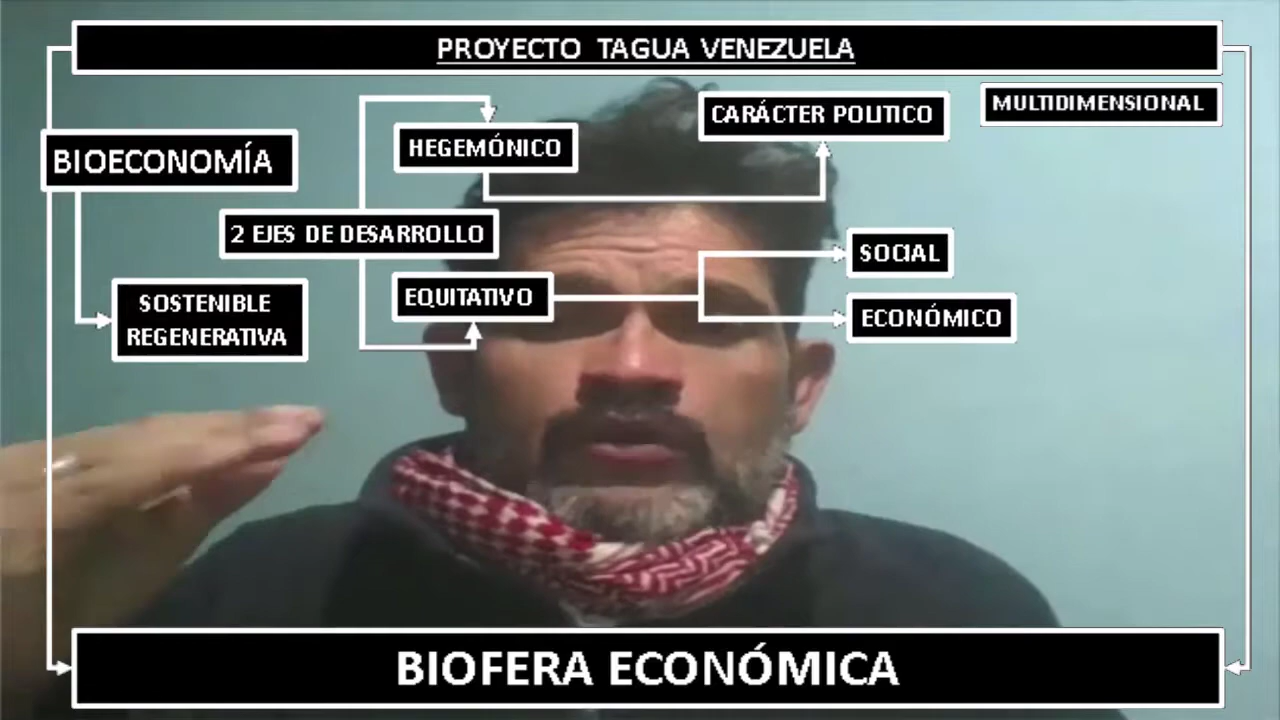 PROYECTO TAGUA VENEZUELA
MULTIDIMENSIONAL
CARÁCTER POLITICO
HEGEMÓNICO
BIOECONOMÍA
2 EJES DE DESARROLLO
SOCIAL
EQUITATIVO
SOSTENIBLE
REGENERATIVA
ECONÓMICO
BIOFERA ECONÓMICA